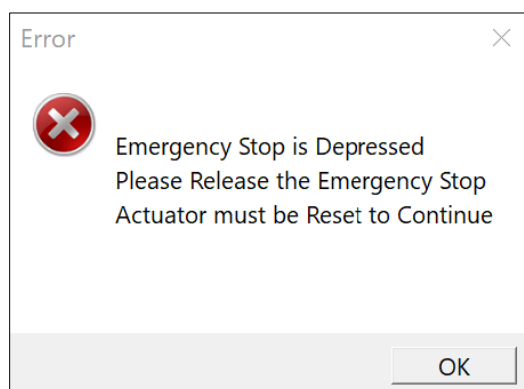 Error
Emergency Stop is Depressed
Please Release the Emergency Stop
Actuator must be Reset to Continue
OK